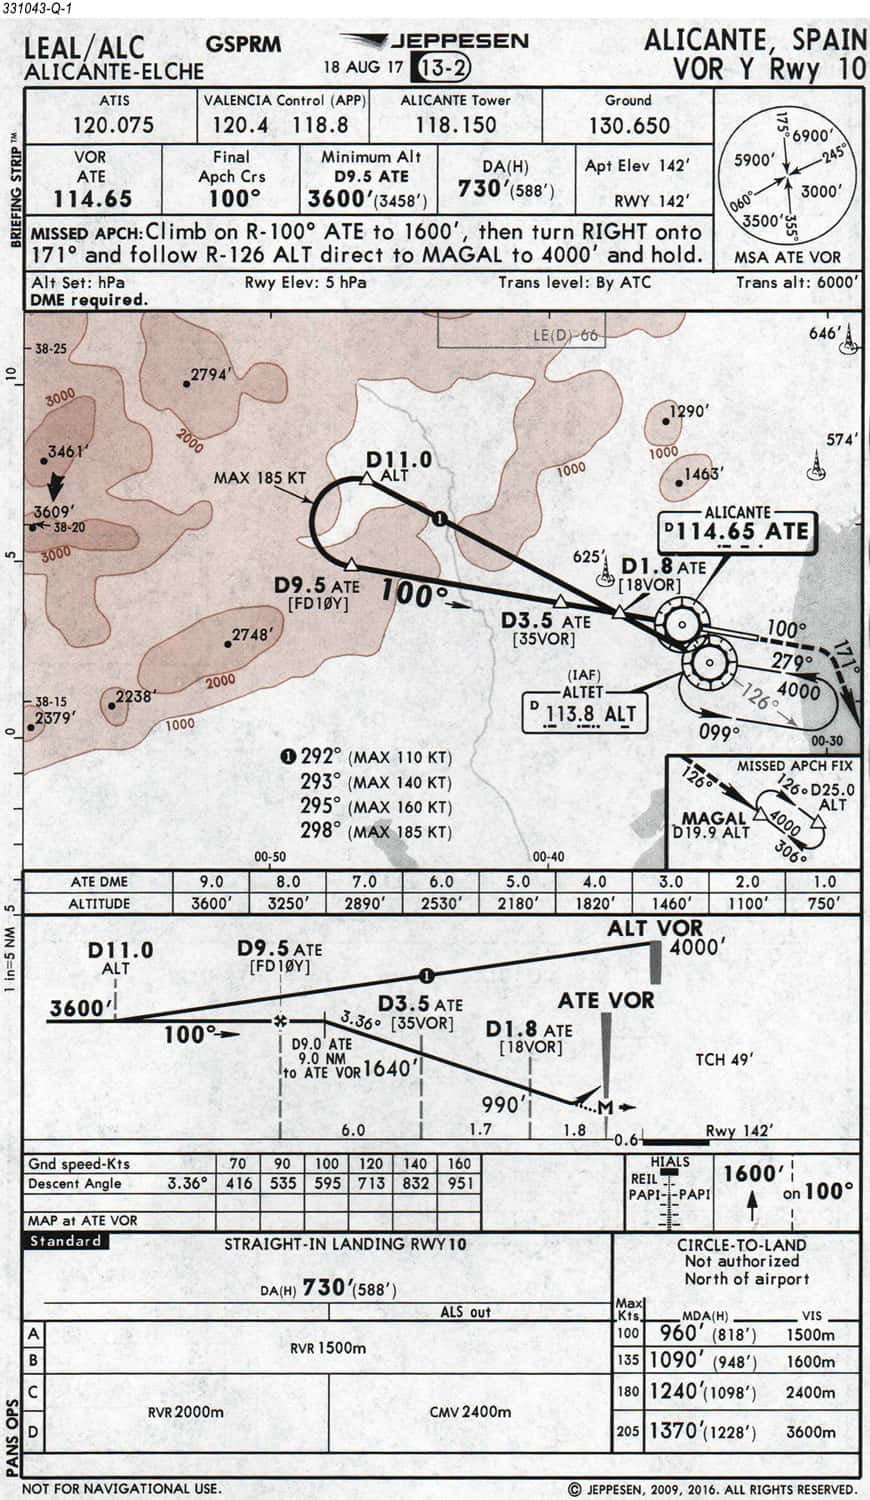 331043-Q-1
LEAL/ALC GSPRM JEPPESEN ALICANTE, SPAIN
ALICANTE-ELCHE 18 AUG 17 13-2 VOR Y Rwy 10
BRIEFING STRIP™
ATIS VALENCIA Control (APP) ALICANTE Tower Ground
120.075 120.4 118.8 118.150 130.650
VOR ATE 114.65
Final Apch Crs 100°
Minimum Alt D9.5 ATE 3600'(3458')
DA(H) 730'(588')
Apt Elev 142'
RWY 142'
175° 6900' 245°
5900' 3000'
060° 3500' 355°
MSA ATE VOR
MISSED APCH: Climb on R-100° ATE to 1600', then turn RIGHT onto
171° and follow R-126 ALT direct to MAGAL to 4000' and hold.
Alt Set: hPa Rwy Elev: 5 hPa Trans level: By ATC Trans alt: 6000'
DME required.
LE(D)-66
646'
38-25
2794'
10
3000
2000
1290'
3461'
D11.0
ALT
574'
1000
1000
1463'
MAX 185 KT
3609'
38-20
1
ALICANTE
D 114.65 ATE
3000
5
625'
D1.8 ATE
[18VOR]
D9.5 ATE
[FD10Y]
100°
D3.5 ATE
[35VOR]
2748'
100°
171°
279°
4000
(IAF)
ALTET
D 113.8 ALT
126°
2000
38-15
2238'
2379'
1000
0
099°
00-30
1 292° (MAX 110 KT)
293° (MAX 140 KT)
295° (MAX 160 KT)
298° (MAX 185 KT)
MISSED APCH FIX
126°
126° D25.0
ALT
MAGAL
D19.9 ALT
4000
306°
00-50 00-40
ATE DME 9.0 8.0 7.0 6.0 5.0 4.0 3.0 2.0 1.0
ALTITUDE 3600' 3250' 2890' 2530' 2180' 1820' 1460' 1100' 750'
5
1 in=5 NM
ALT VOR
4000'
D11.0
ALT
D9.5 ATE
[FD10Y]
1
ATE VOR
3600'
D3.5 ATE
[35VOR]
3.36°
100°
D1.8 ATE
[18VOR]
D9.0 ATE
9.0 NM
to ATE VOR
1640'
TCH 49'
990'
M
6.0 1.7 1.8 0.6 Rwy 142'
Gnd speed-Kts 70 90 100 120 140 160
Descent Angle 3.36° 416 535 595 713 832 951
MAP at ATE VOR
HIALS
REIL
PAPI PAPI
1600'
on 100°
Standard STRAIGHT-IN LANDING RWY 10
CIRCLE-TO-LAND
Not authorized
North of airport
DA(H) 730'(588')
ALS out
Max Kts. MDA(H) VIS
A 100 960' (818') 1500m
RVR 1500m
B 135 1090' (948') 1600m
C 180 1240'(1098') 2400m
RVR 2000m CMV 2400m
D 205 1370'(1228') 3600m
PANS OPS
NOT FOR NAVIGATIONAL USE. © JEPPESEN, 2009, 2016. ALL RIGHTS RESERVED.